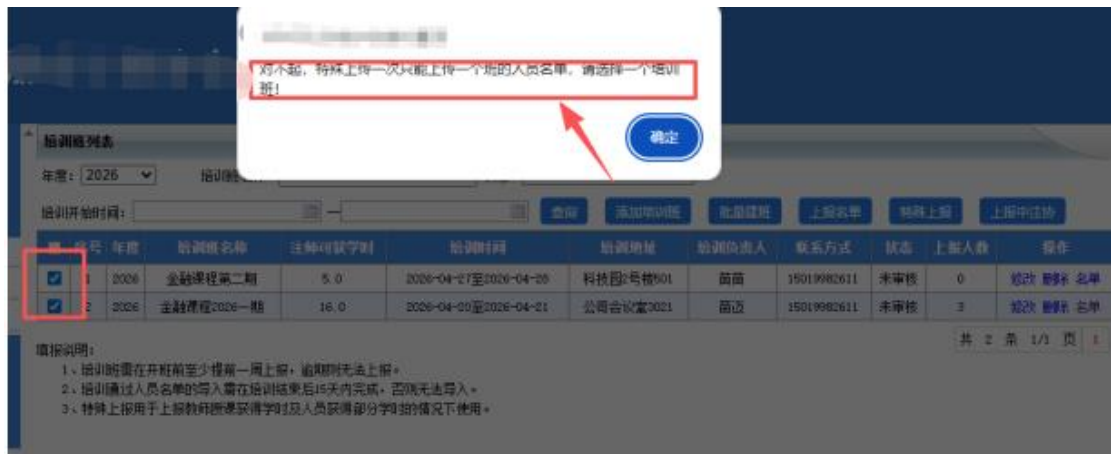 对不起，特殊上传一次只能上传一个班的人员名单，请选择一个培训
班！
确定
培训班列表
年度： 2026
培训开始时间： —
查询 添加培训班 批量建班 上报名单 特殊上报 上报中注协
序号 年度 培训班名称 注师可获学时 培训时间 培训地址 培训负责人 联系方式 状态 上报人数 操作
1 2026 金融课程第二期 5.0 2026-04-27至2026-04-28 科技园2号楼501 苗苗 15019982611 未审核 0 修改 删除 名单
2 2026 金融课程2026一期 16.0 2026-04-20至2026-04-21 公司会议室3021 苗迈 15019982611 未审核 3 修改 删除 名单
共 2 条 1/1 页 1
填报说明：
1、培训班需在开班前至少提前一周上报，逾期则无法上报。
2、培训通过人员名单的导入需在培训结束后15天内完成，否则无法导入。
3、特殊上报用于上报教师授课获得学时及人员获得部分学时的情况下使用。